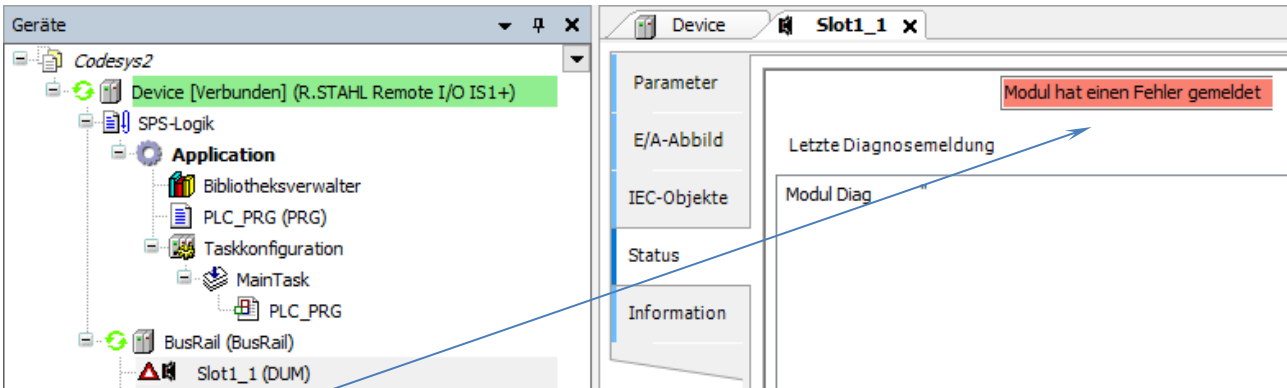 Geräte
Codesys2
Device [Verbunden] (R.STAHL Remote I/O IS1+)
SPS-Logik
Application
Bibliotheksverwalter
PLC_PRG (PRG)
Taskkonfiguration
MainTask
PLC_PRG
BusRail (BusRail)
Slot1_1 (DUM)
Device
Slot1_1
Parameter
E/A-Abbild
IEC-Objekte
Status
Information
Modul hat einen Fehler gemeldet
Letzte Diagnosemeldung
Modul Diag "